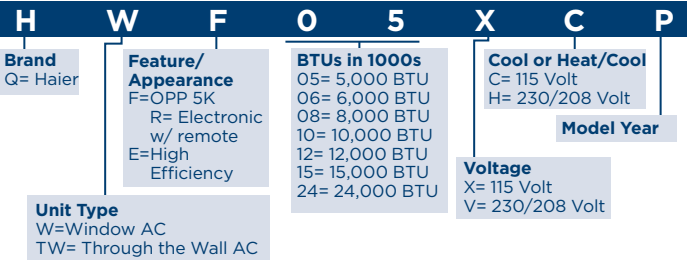 H W F 0 5 X C P
Brand
Q= Haier
Feature/
Appearance
F=OPP 5K
R= Electronic
w/ remote
E=High
Efficiency
BTUs in 1000s
05= 5,000 BTU
06= 6,000 BTU
08= 8,000 BTU
10= 10,000 BTU
12= 12,000 BTU
15= 15,000 BTU
24= 24,000 BTU
Cool or Heat/Cool
C= 115 Volt
H= 230/208 Volt
Model Year
Voltage
X= 115 Volt
V= 230/208 Volt
Unit Type
W=Window AC
TW= Through the Wall AC